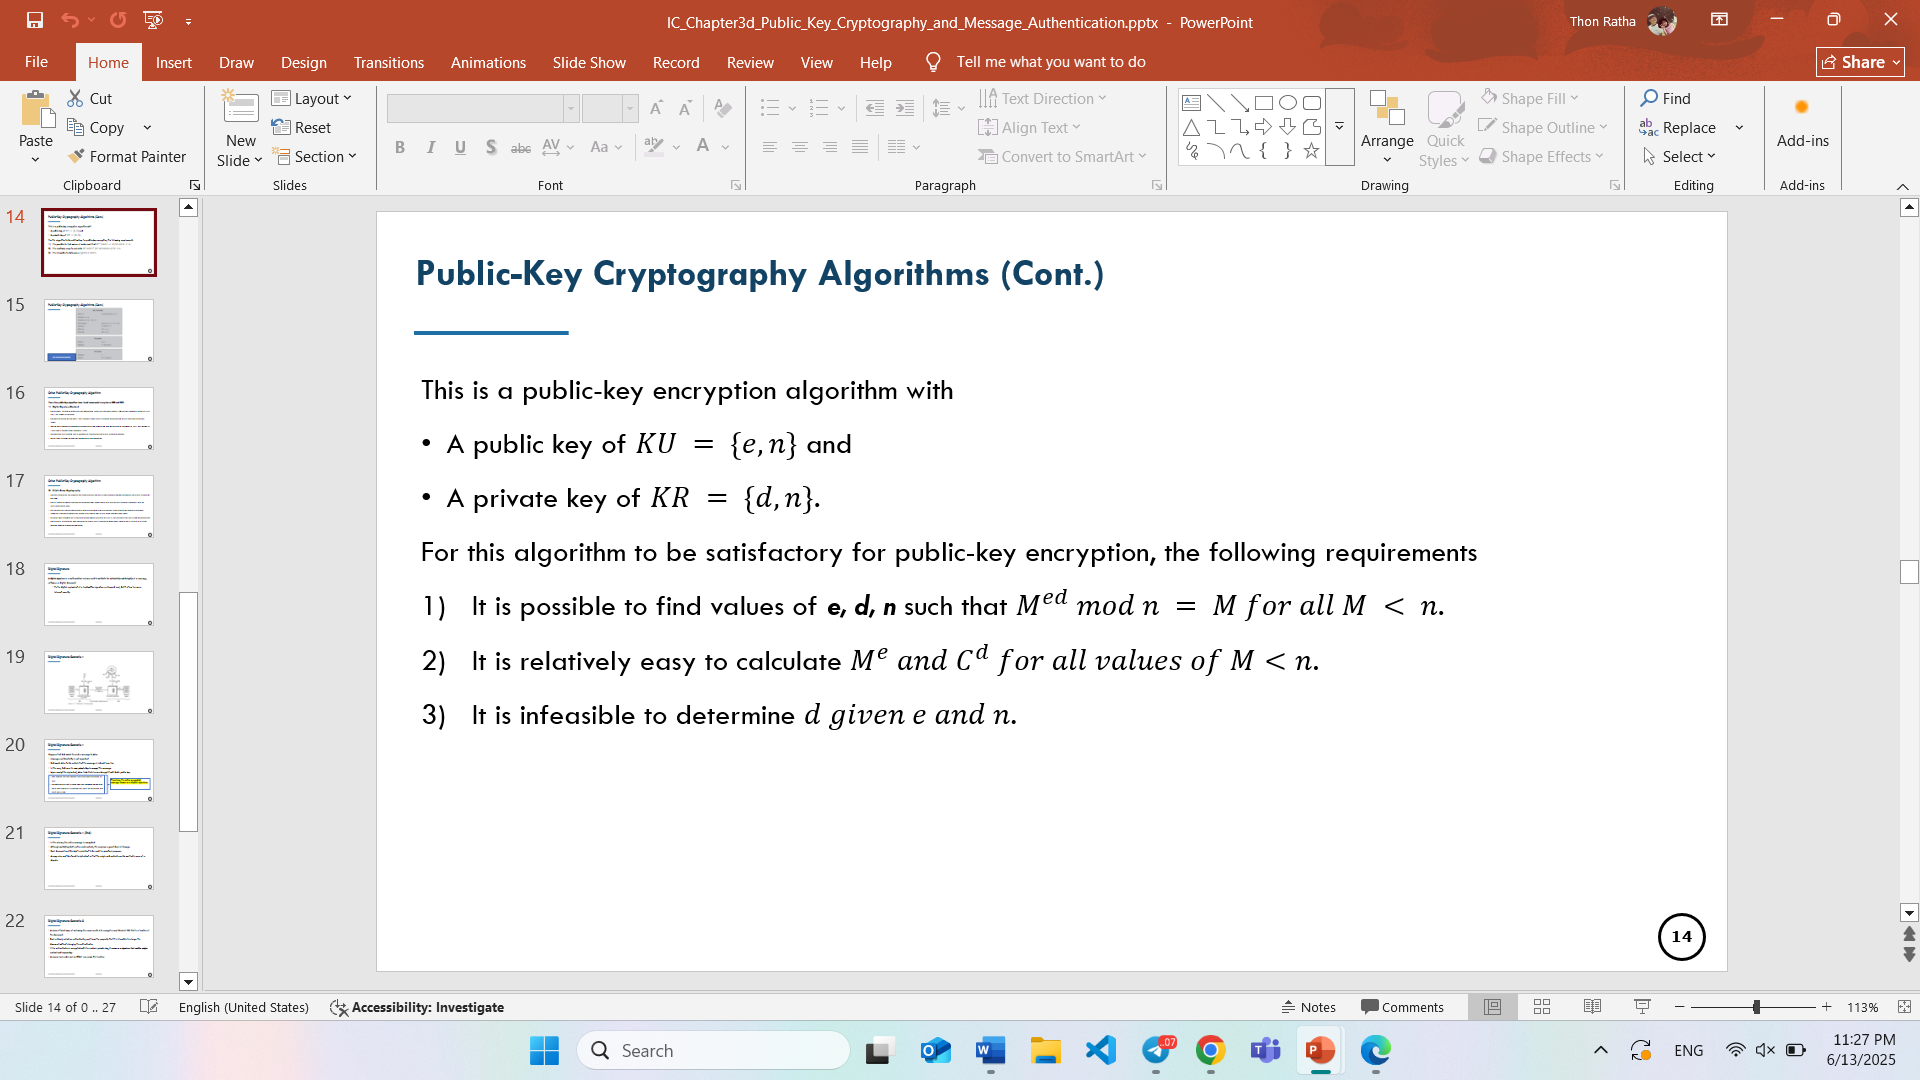 IC_Chapter3d_Public_Key_Cryptography_and_Message_Authentication.pptx - PowerPoint
Thon Ratha
File Home Insert Draw Design Transitions Animations Slide Show Record Review View Help Tell me what you want to do
Share
Paste
Cut
Copy
Format Painter
Clipboard
New Slide
Layout
Reset
Section
Slides
B I U S abc AV Aa A
Font
Paragraph
Text Direction
Align Text
Convert to SmartArt
Arrange
Quick Styles
Shape Fill
Shape Outline
Shape Effects
Drawing
Find
Replace
Select
Editing
Add-ins
Add-ins
14
15
16
17
18
19
20
21
22
Public-Key Cryptography Algorithms (Cont.)
This is a public-key encryption algorithm with
• A public key of KU = {e, n} and
• A private key of KR = {d, n}.
For this algorithm to be satisfactory for public-key encryption, the following requirements
1) It is possible to find values of e, d, n such that M^{ed} mod n = M for all M < n.
2) It is relatively easy to calculate M^e and C^d for all values of M < n.
3) It is infeasible to determine d given e and n.
14
Slide 14 of 0 .. 27
English (United States)
Accessibility: Investigate
Notes
Comments
113%
Search
.07
ENG
11:27 PM
6/13/2025